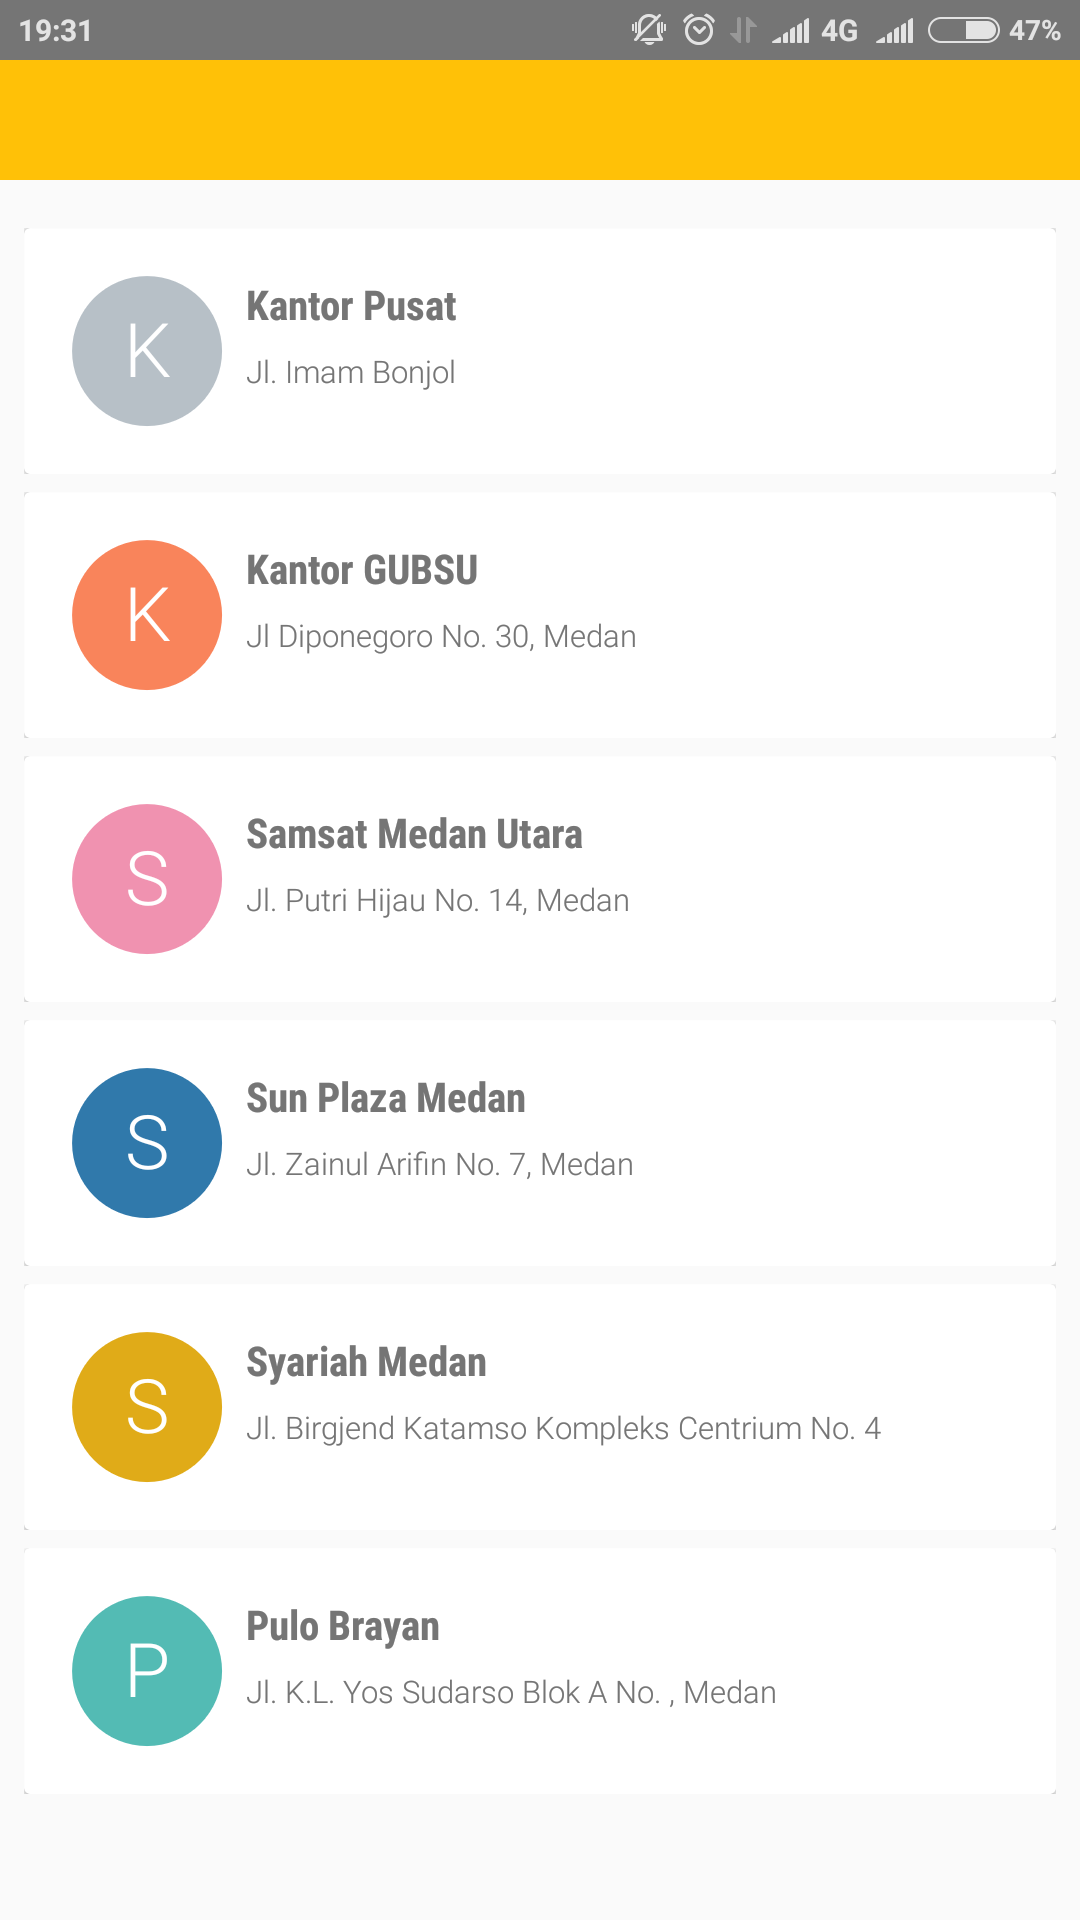 19:31 4G 47%
K
Kantor Pusat
Jl. Imam Bonjol
K
Kantor GUBSU
Jl Diponegoro No. 30, Medan
S
Samsat Medan Utara
Jl. Putri Hijau No. 14, Medan
S
Sun Plaza Medan
Jl. Zainul Arifin No. 7, Medan
S
Syariah Medan
Jl. Birgjend Katamso Kompleks Centrium No. 4
P
Pulo Brayan
Jl. K.L. Yos Sudarso Blok A No. , Medan